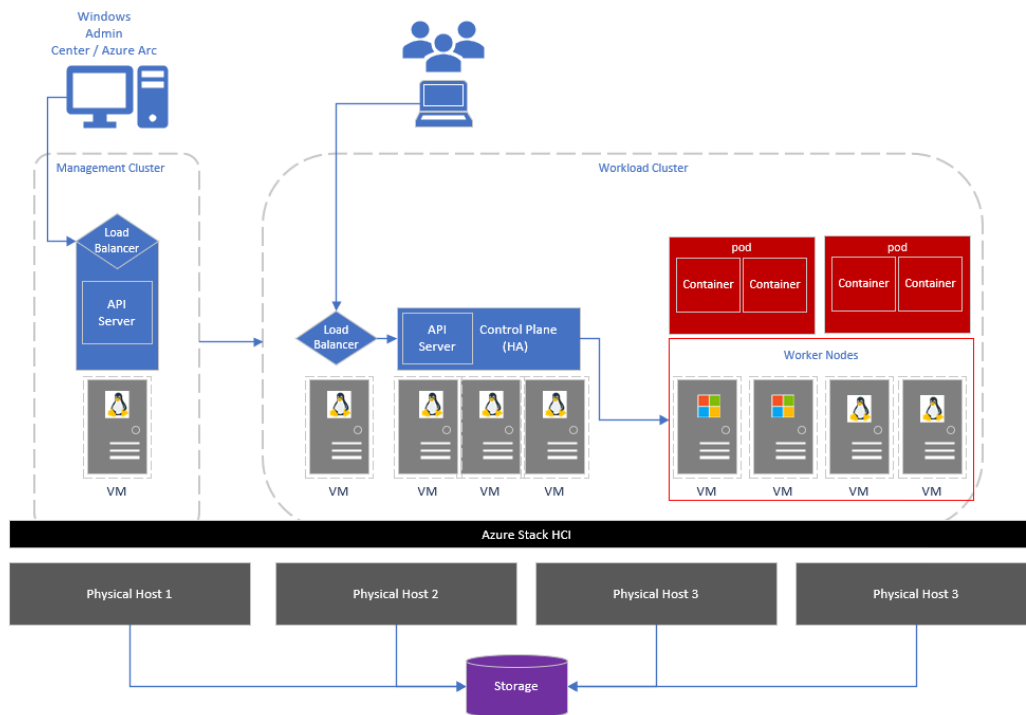 Windows
Admin
Center / Azure Arc
Management Cluster
Workload Cluster
Load
Balancer
API
Server
Load
Balancer
API
Server
Control Plane
(HA)
pod
Container
Container
pod
Container
Container
Worker Nodes
VM
VM
VM
VM
VM
VM
VM
VM
VM
Azure Stack HCI
Physical Host 1
Physical Host 2
Physical Host 3
Physical Host 3
Storage